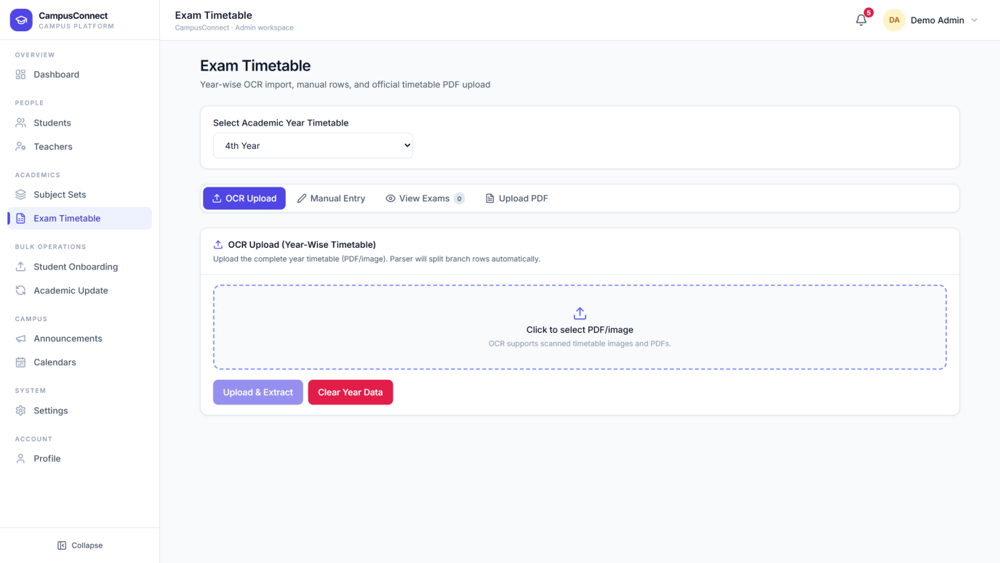 CampusConnect
CAMPUS PLATFORM
OVERVIEW
Dashboard
PEOPLE
Students
Teachers
ACADEMICS
Subject Sets
Exam Timetable
BULK OPERATIONS
Student Onboarding
Academic Update
CAMPUS
Announcements
Calendars
SYSTEM
Settings
ACCOUNT
Profile
Collapse
Exam Timetable
CampusConnect · Admin workspace
5
DA
Demo Admin
Exam Timetable
Year-wise OCR import, manual rows, and official timetable PDF upload
Select Academic Year Timetable
4th Year
OCR Upload
Manual Entry
View Exams 0
Upload PDF
OCR Upload (Year-Wise Timetable)
Upload the complete year timetable (PDF/image). Parser will split branch rows automatically.
Click to select PDF/image
OCR supports scanned timetable images and PDFs.
Upload & Extract
Clear Year Data